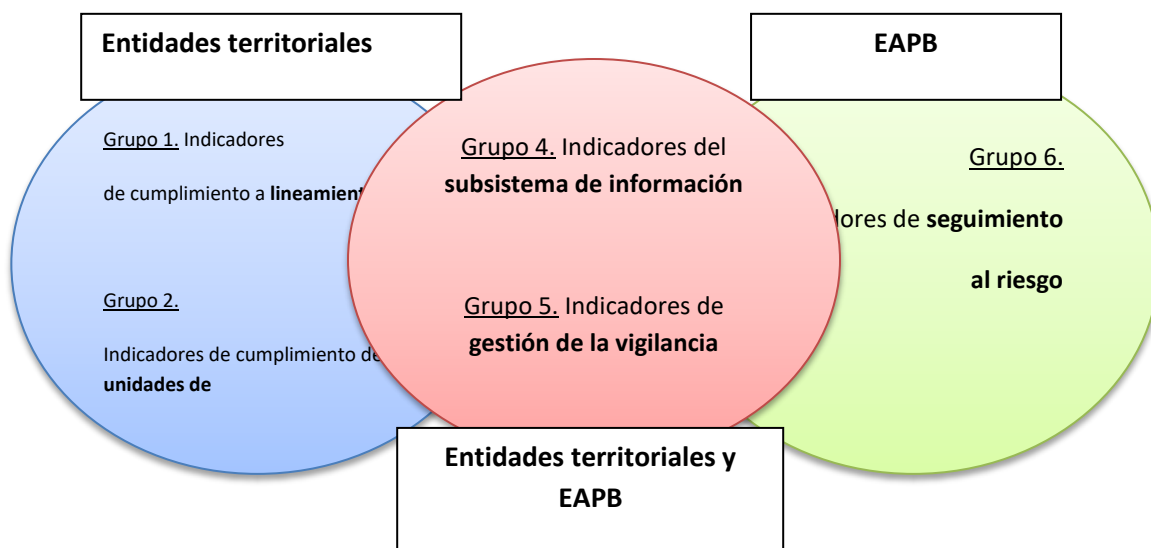 Entidades territoriales
Grupo 1. Indicadores
de cumplimiento a
Grupo 2.
Indicadores de cumplimiento
unidades de
Grupo 4. Indicadores del
subsistema de información
Grupo 5. Indicadores de
gestión de la vigilancia
Entidades territoriales y
EAPB
EAPB
Grupo 6.
de seguimiento
al riesgo